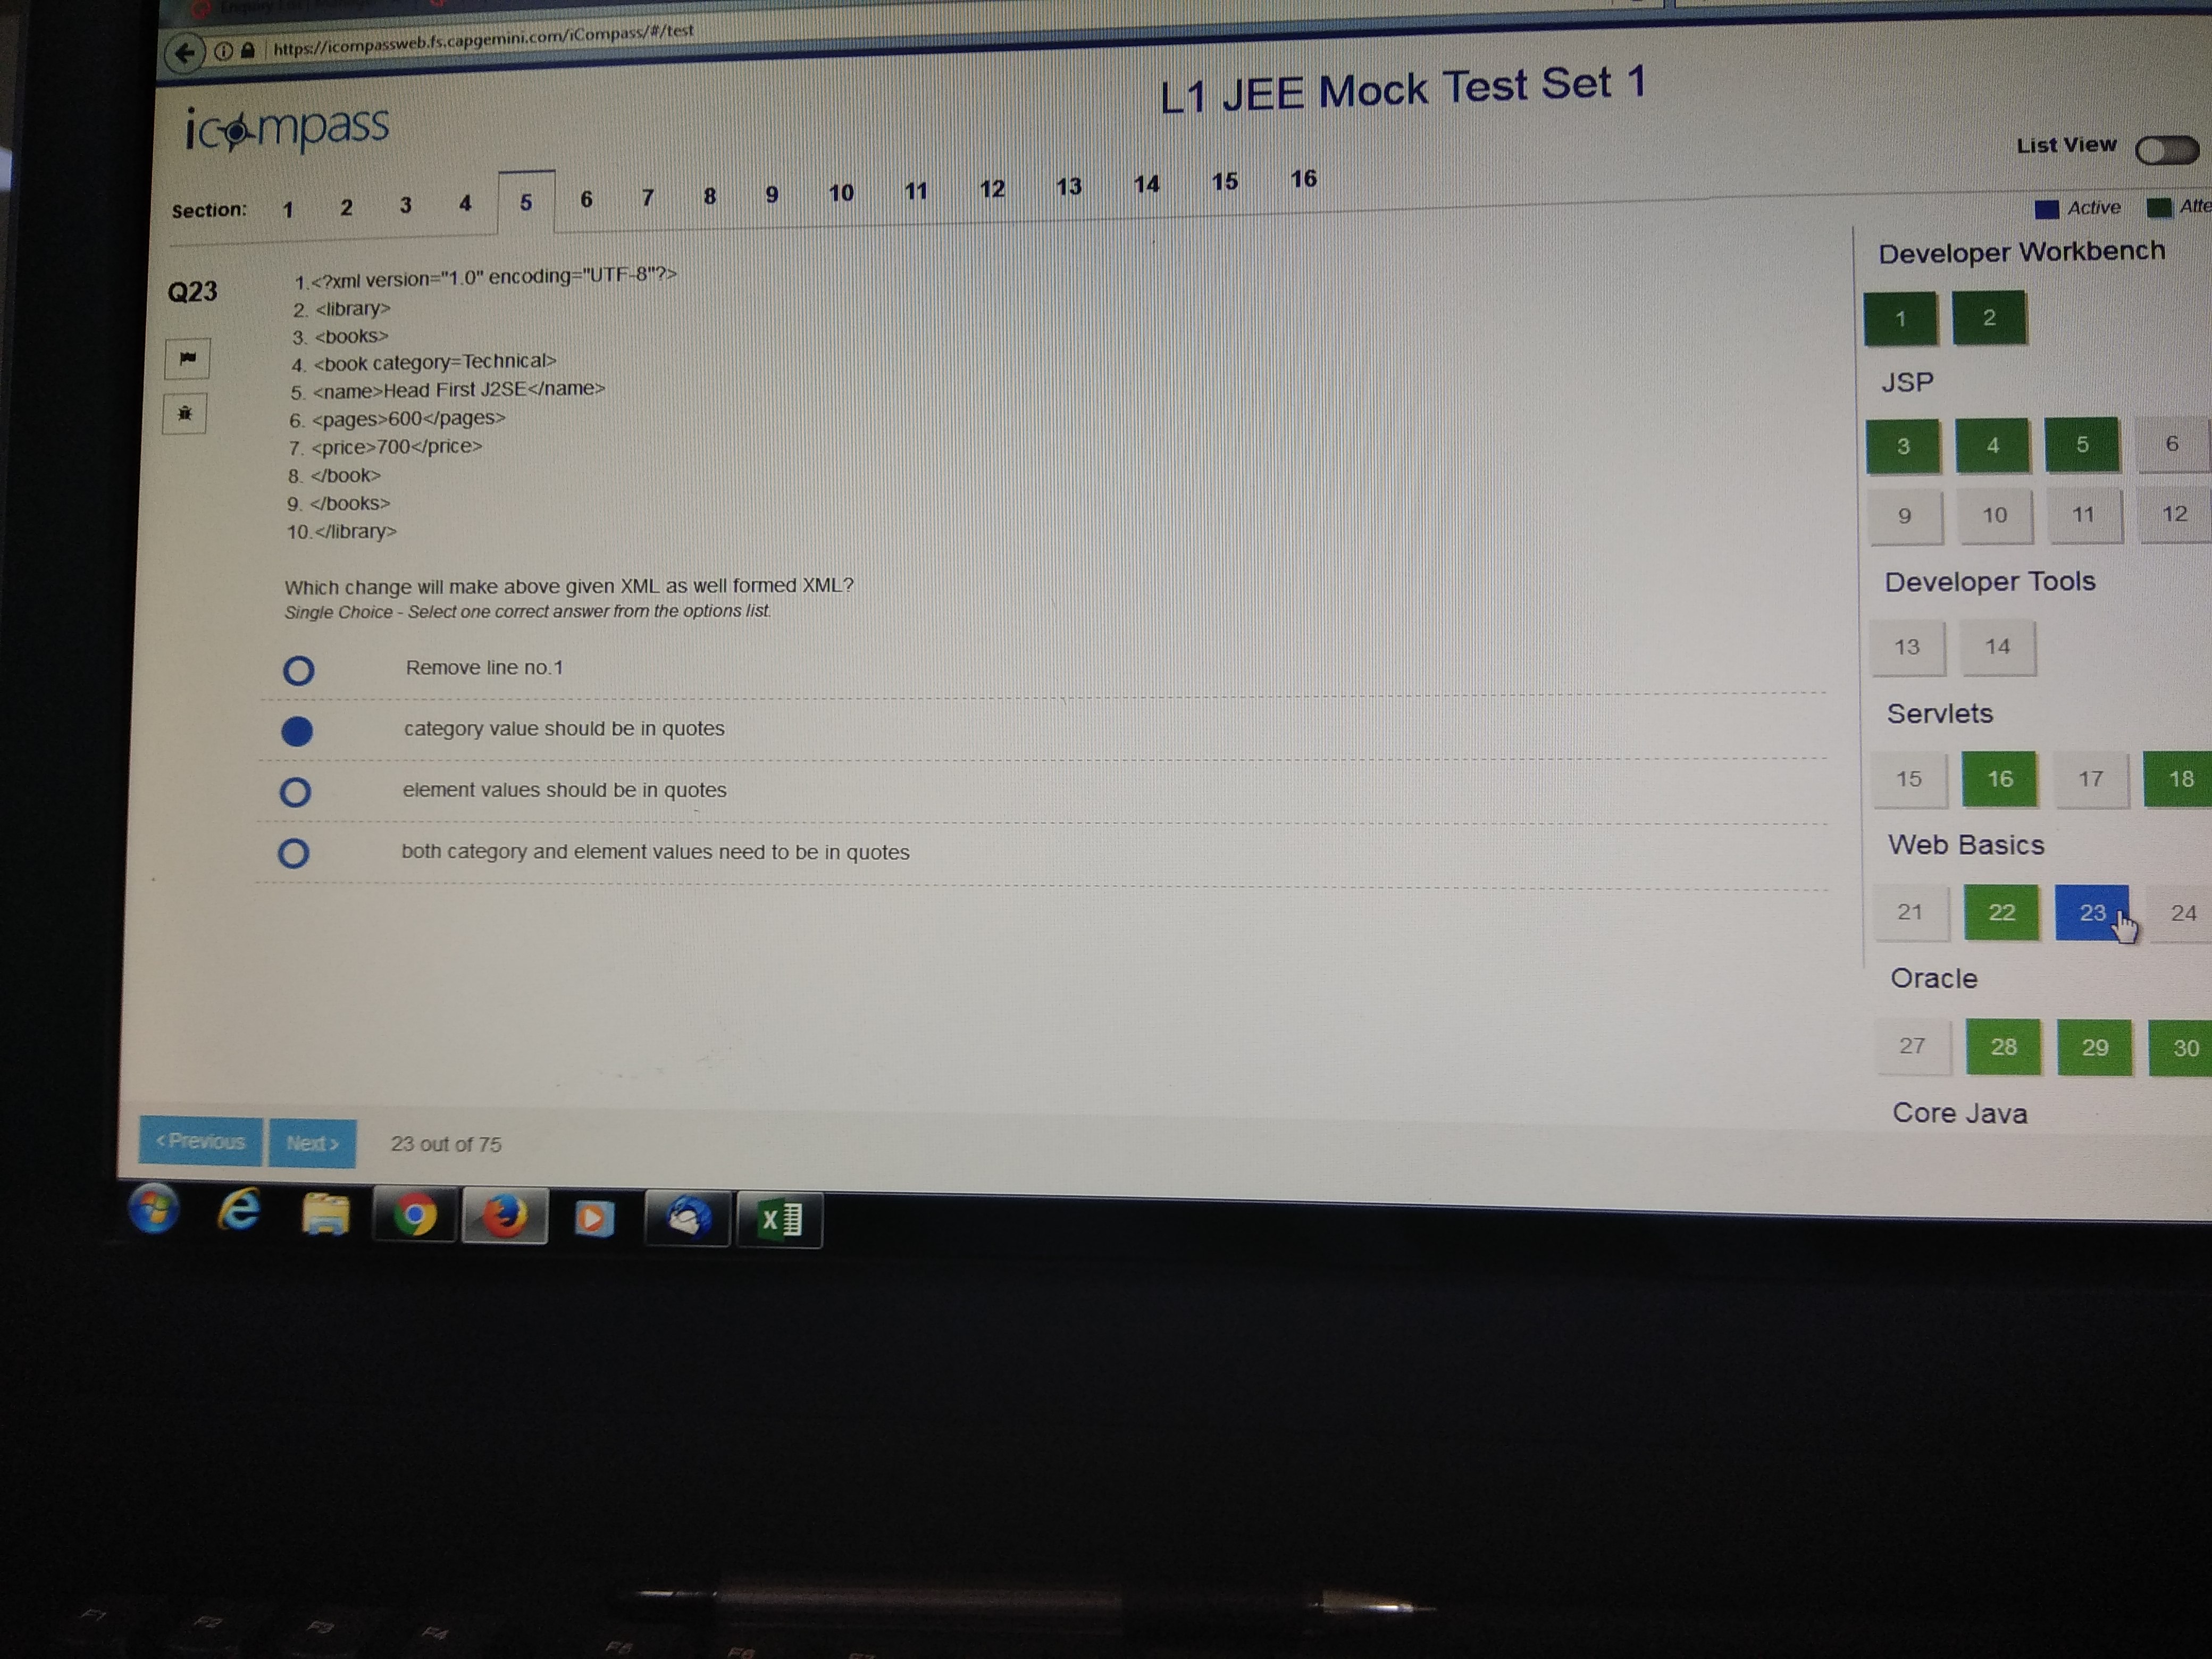 https://icompassweb.fs.capgemini.com/iCompass/#/test
icompass
L1 JEE Mock Test Set 1
List View
Section: 1 2 3 4 5 6 7 8 9 10 11 12 13 14 15 16
Active
Q23
1.<?xml version="1.0" encoding="UTF-8"?>
2. <library>
3. <books>
4. <book category=Technical>
5. <name>Head First J2SE</name>
6. <pages>600</pages>
7. <price>700</price>
8. </book>
9. </books>
10.</library>
Which change will make above given XML as well formed XML?
Single Choice - Select one correct answer from the options list.
Remove line no.1
category value should be in quotes
element values should be in quotes
both category and element values need to be in quotes
Developer Workbench
1 2
JSP
3 4 5 6
9 10 11 12
Developer Tools
13 14
Servlets
15 16 17 18
Web Basics
21 22 23 24
Oracle
27 28 29 30
Core Java
< Previous
Next >
23 out of 75
F1 F2 F3 F4 F5 F6